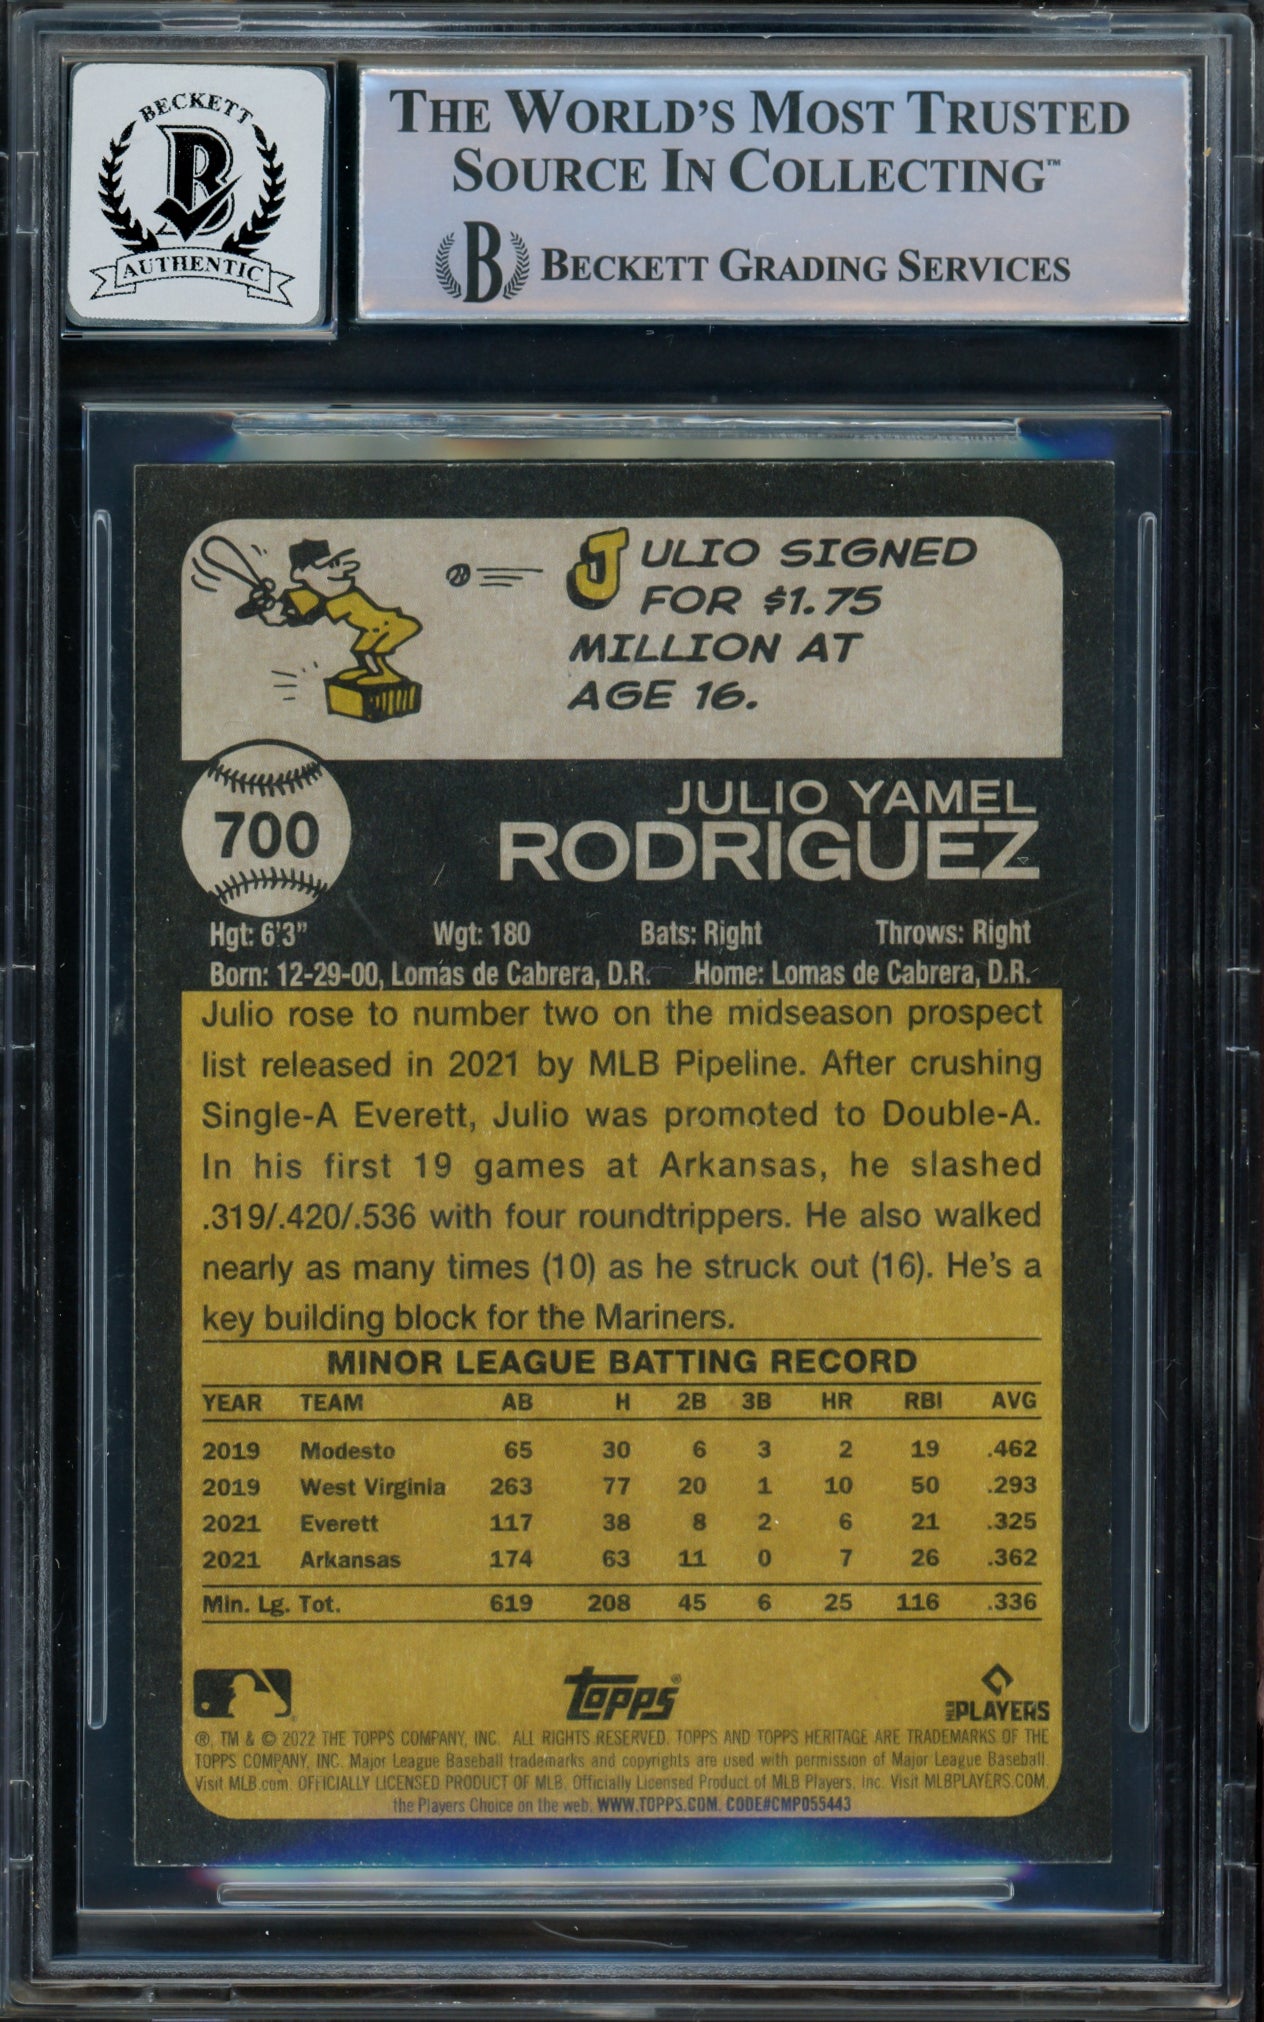 BECKETT
B
AUTHENTIC
THE WORLD'S MOST TRUSTED
SOURCE IN COLLECTING™
B BECKETT GRADING SERVICES
JULIO SIGNED
FOR $1.75
MILLION AT
AGE 16.
700
JULIO YAMEL
RODRIGUEZ
Hgt: 6'3" Wgt: 180 Bats: Right Throws: Right
Born: 12-29-00, Lomas de Cabrera, D.R. Home: Lomas de Cabrera, D.R.
Julio rose to number two on the midseason prospect
list released in 2021 by MLB Pipeline. After crushing
Single-A Everett, Julio was promoted to Double-A.
In his first 19 games at Arkansas, he slashed
.319/.420/.536 with four roundtrippers. He also walked
nearly as many times (10) as he struck out (16). He's a
key building block for the Mariners.
MINOR LEAGUE BATTING RECORD
YEAR TEAM AB H 2B 3B HR RBI AVG
2019 Modesto 65 30 6 3 2 19 .462
2019 West Virginia 263 77 20 1 10 50 .293
2021 Everett 117 38 8 2 6 21 .325
2021 Arkansas 174 63 11 0 7 26 .362
Min. Lg. Tot. 619 208 45 6 25 116 .336
Topps®
MLB PLAYERS
®, TM & © 2022 THE TOPPS COMPANY, INC. ALL RIGHTS RESERVED. TOPPS AND TOPPS HERITAGE ARE TRADEMARKS OF THE
TOPPS COMPANY, INC. Major League Baseball trademarks and copyrights are used with permission of Major League Baseball.
Visit MLB.com. OFFICIALLY LICENSED PRODUCT OF MLB. Officially Licensed Product of MLB Players, Inc. Visit MLBPLAYERS.COM,
the Players Choice on the web. WWW.TOPPS.COM. CODE#CMP055443